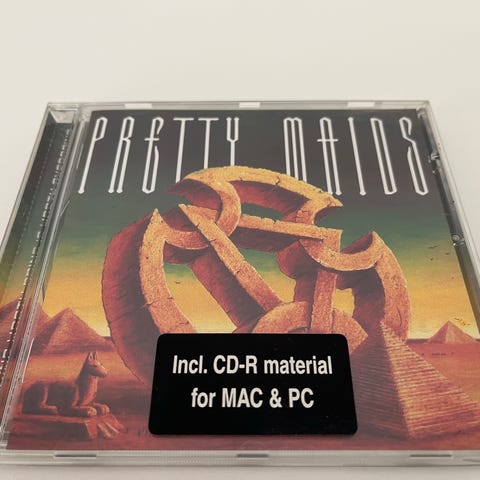 PRETTY MAIDS
Incl. CD-R material
for MAC & PC